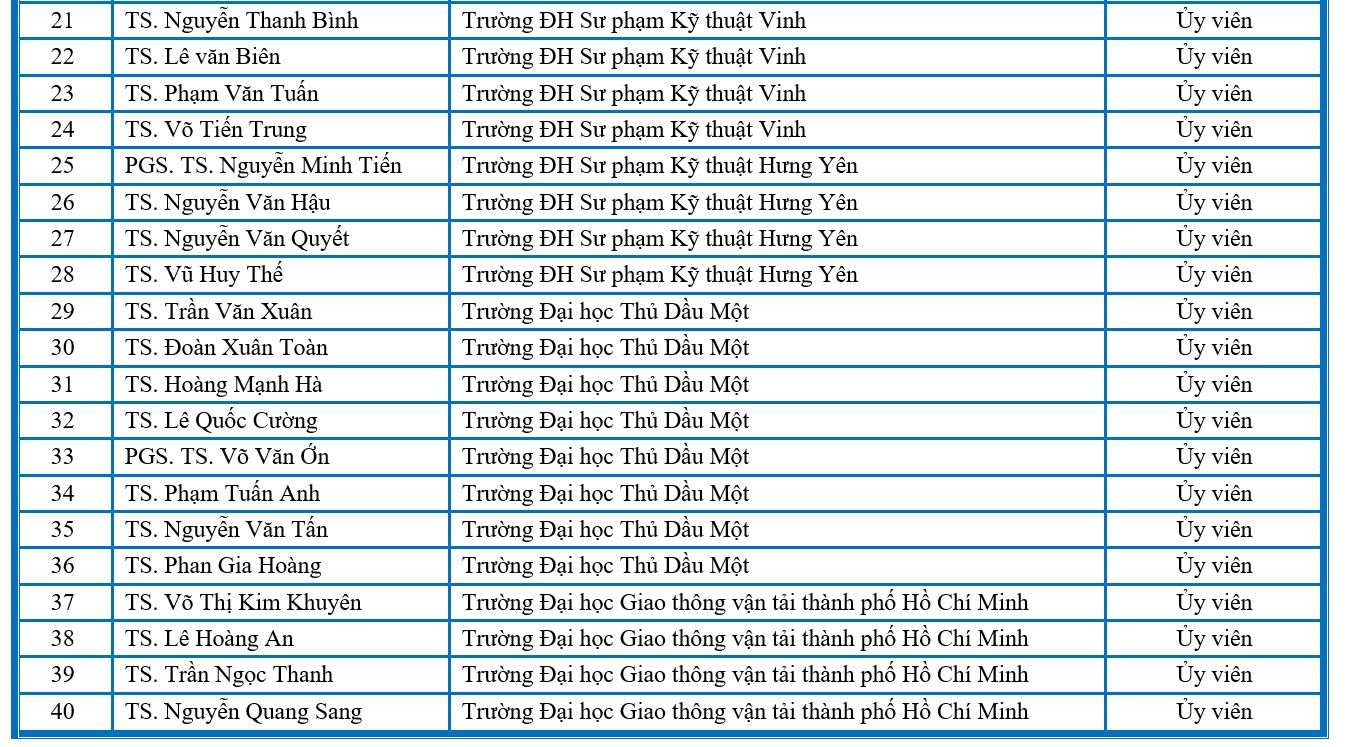 21 TS. Nguyễn Thanh Bình Trường ĐH Sư phạm Kỹ thuật Vinh Ủy viên
22 TS. Lê văn Biên Trường ĐH Sư phạm Kỹ thuật Vinh Ủy viên
23 TS. Phạm Văn Tuấn Trường ĐH Sư phạm Kỹ thuật Vinh Ủy viên
24 TS. Võ Tiến Trung Trường ĐH Sư phạm Kỹ thuật Vinh Ủy viên
25 PGS. TS. Nguyễn Minh Tiến Trường ĐH Sư phạm Kỹ thuật Hưng Yên Ủy viên
26 TS. Nguyễn Văn Hậu Trường ĐH Sư phạm Kỹ thuật Hưng Yên Ủy viên
27 TS. Nguyễn Văn Quyết Trường ĐH Sư phạm Kỹ thuật Hưng Yên Ủy viên
28 TS. Vũ Huy Thế Trường ĐH Sư phạm Kỹ thuật Hưng Yên Ủy viên
29 TS. Trần Văn Xuân Trường Đại học Thủ Dầu Một Ủy viên
30 TS. Đoàn Xuân Toàn Trường Đại học Thủ Dầu Một Ủy viên
31 TS. Hoàng Mạnh Hà Trường Đại học Thủ Dầu Một Ủy viên
32 TS. Lê Quốc Cường Trường Đại học Thủ Dầu Một Ủy viên
33 PGS. TS. Võ Văn Ớn Trường Đại học Thủ Dầu Một Ủy viên
34 TS. Phạm Tuấn Anh Trường Đại học Thủ Dầu Một Ủy viên
35 TS. Nguyễn Văn Tấn Trường Đại học Thủ Dầu Một Ủy viên
36 TS. Phan Gia Hoàng Trường Đại học Thủ Dầu Một Ủy viên
37 TS. Võ Thị Kim Khuyên Trường Đại học Giao thông vận tải thành phố Hồ Chí Minh Ủy viên
38 TS. Lê Hoàng An Trường Đại học Giao thông vận tải thành phố Hồ Chí Minh Ủy viên
39 TS. Trần Ngọc Thanh Trường Đại học Giao thông vận tải thành phố Hồ Chí Minh Ủy viên
40 TS. Nguyễn Quang Sang Trường Đại học Giao thông vận tải thành phố Hồ Chí Minh Ủy viên